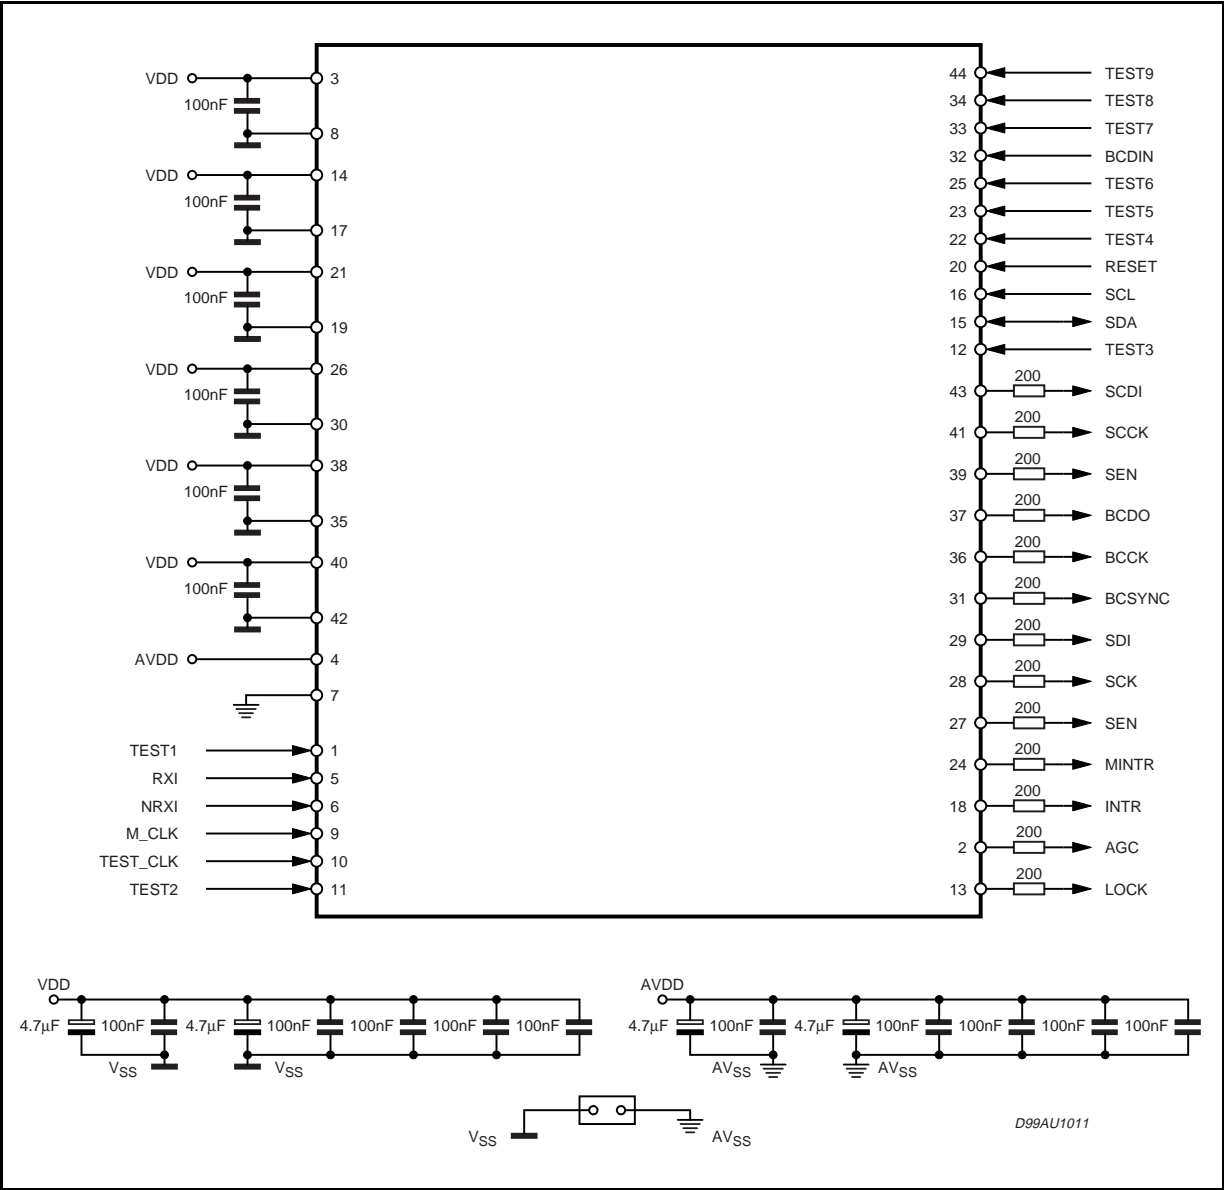 VDD 3
100nF
8
VDD 14
100nF
17
VDD 21
100nF
19
VDD 26
100nF
30
VDD 38
100nF
35
VDD 40
100nF
42
AVDD 4
7
TEST1 1
RXI 5
NRXI 6
M_CLK 9
TEST_CLK 10
TEST2 11
44 TEST9
34 TEST8
33 TEST7
32 BCDIN
25 TEST6
23 TEST5
22 TEST4
20 RESET
16 SCL
15 SDA
12 TEST3
200
43 SCDI
200
41 SCCK
200
39 SEN
200
37 BCDO
200
36 BCCK
200
31 BCSYNC
200
29 SDI
200
28 SCK
200
27 SEN
200
24 MINTR
200
18 INTR
200
2 AGC
200
13 LOCK
VDD
4.7µF 100nF 4.7µF 100nF 100nF 100nF 100nF
VSS VSS
AVDD
4.7µF 100nF 4.7µF 100nF 100nF 100nF 100nF
AVSS AVSS
VSS AVSS
D99AU1011